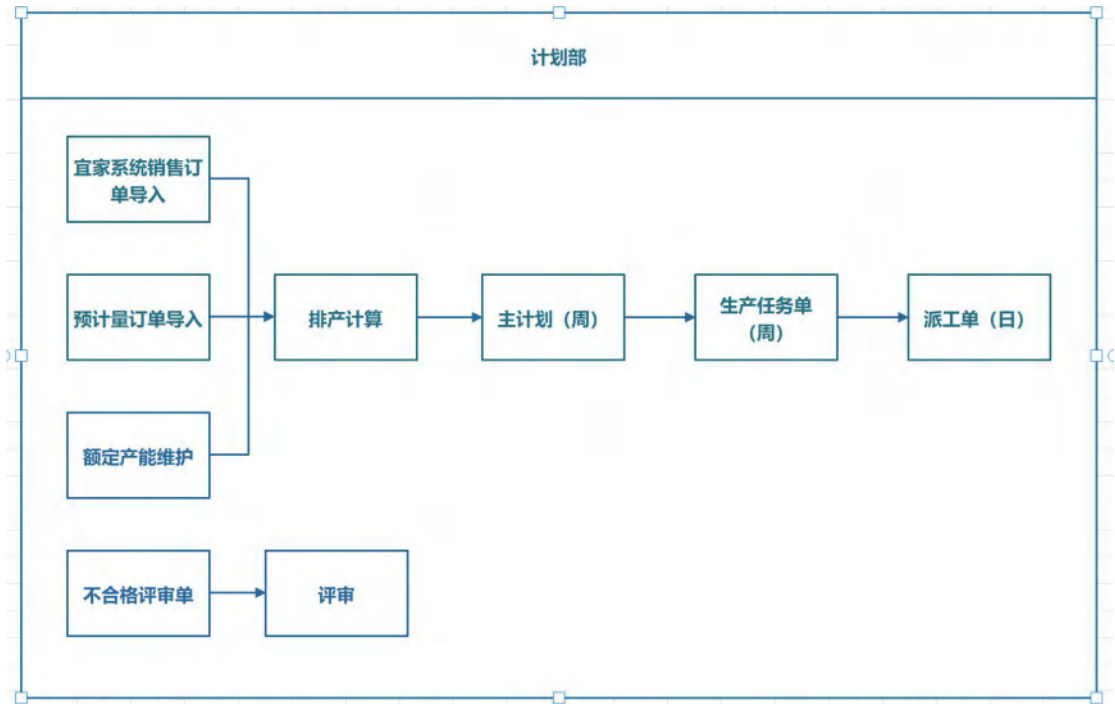 计划部
宜家系统销售订
单导入
预计量订单导入
排产计算
主计划（周）
生产任务单
（周）
派工单（日）
额定产能维护
不合格评审单
评审